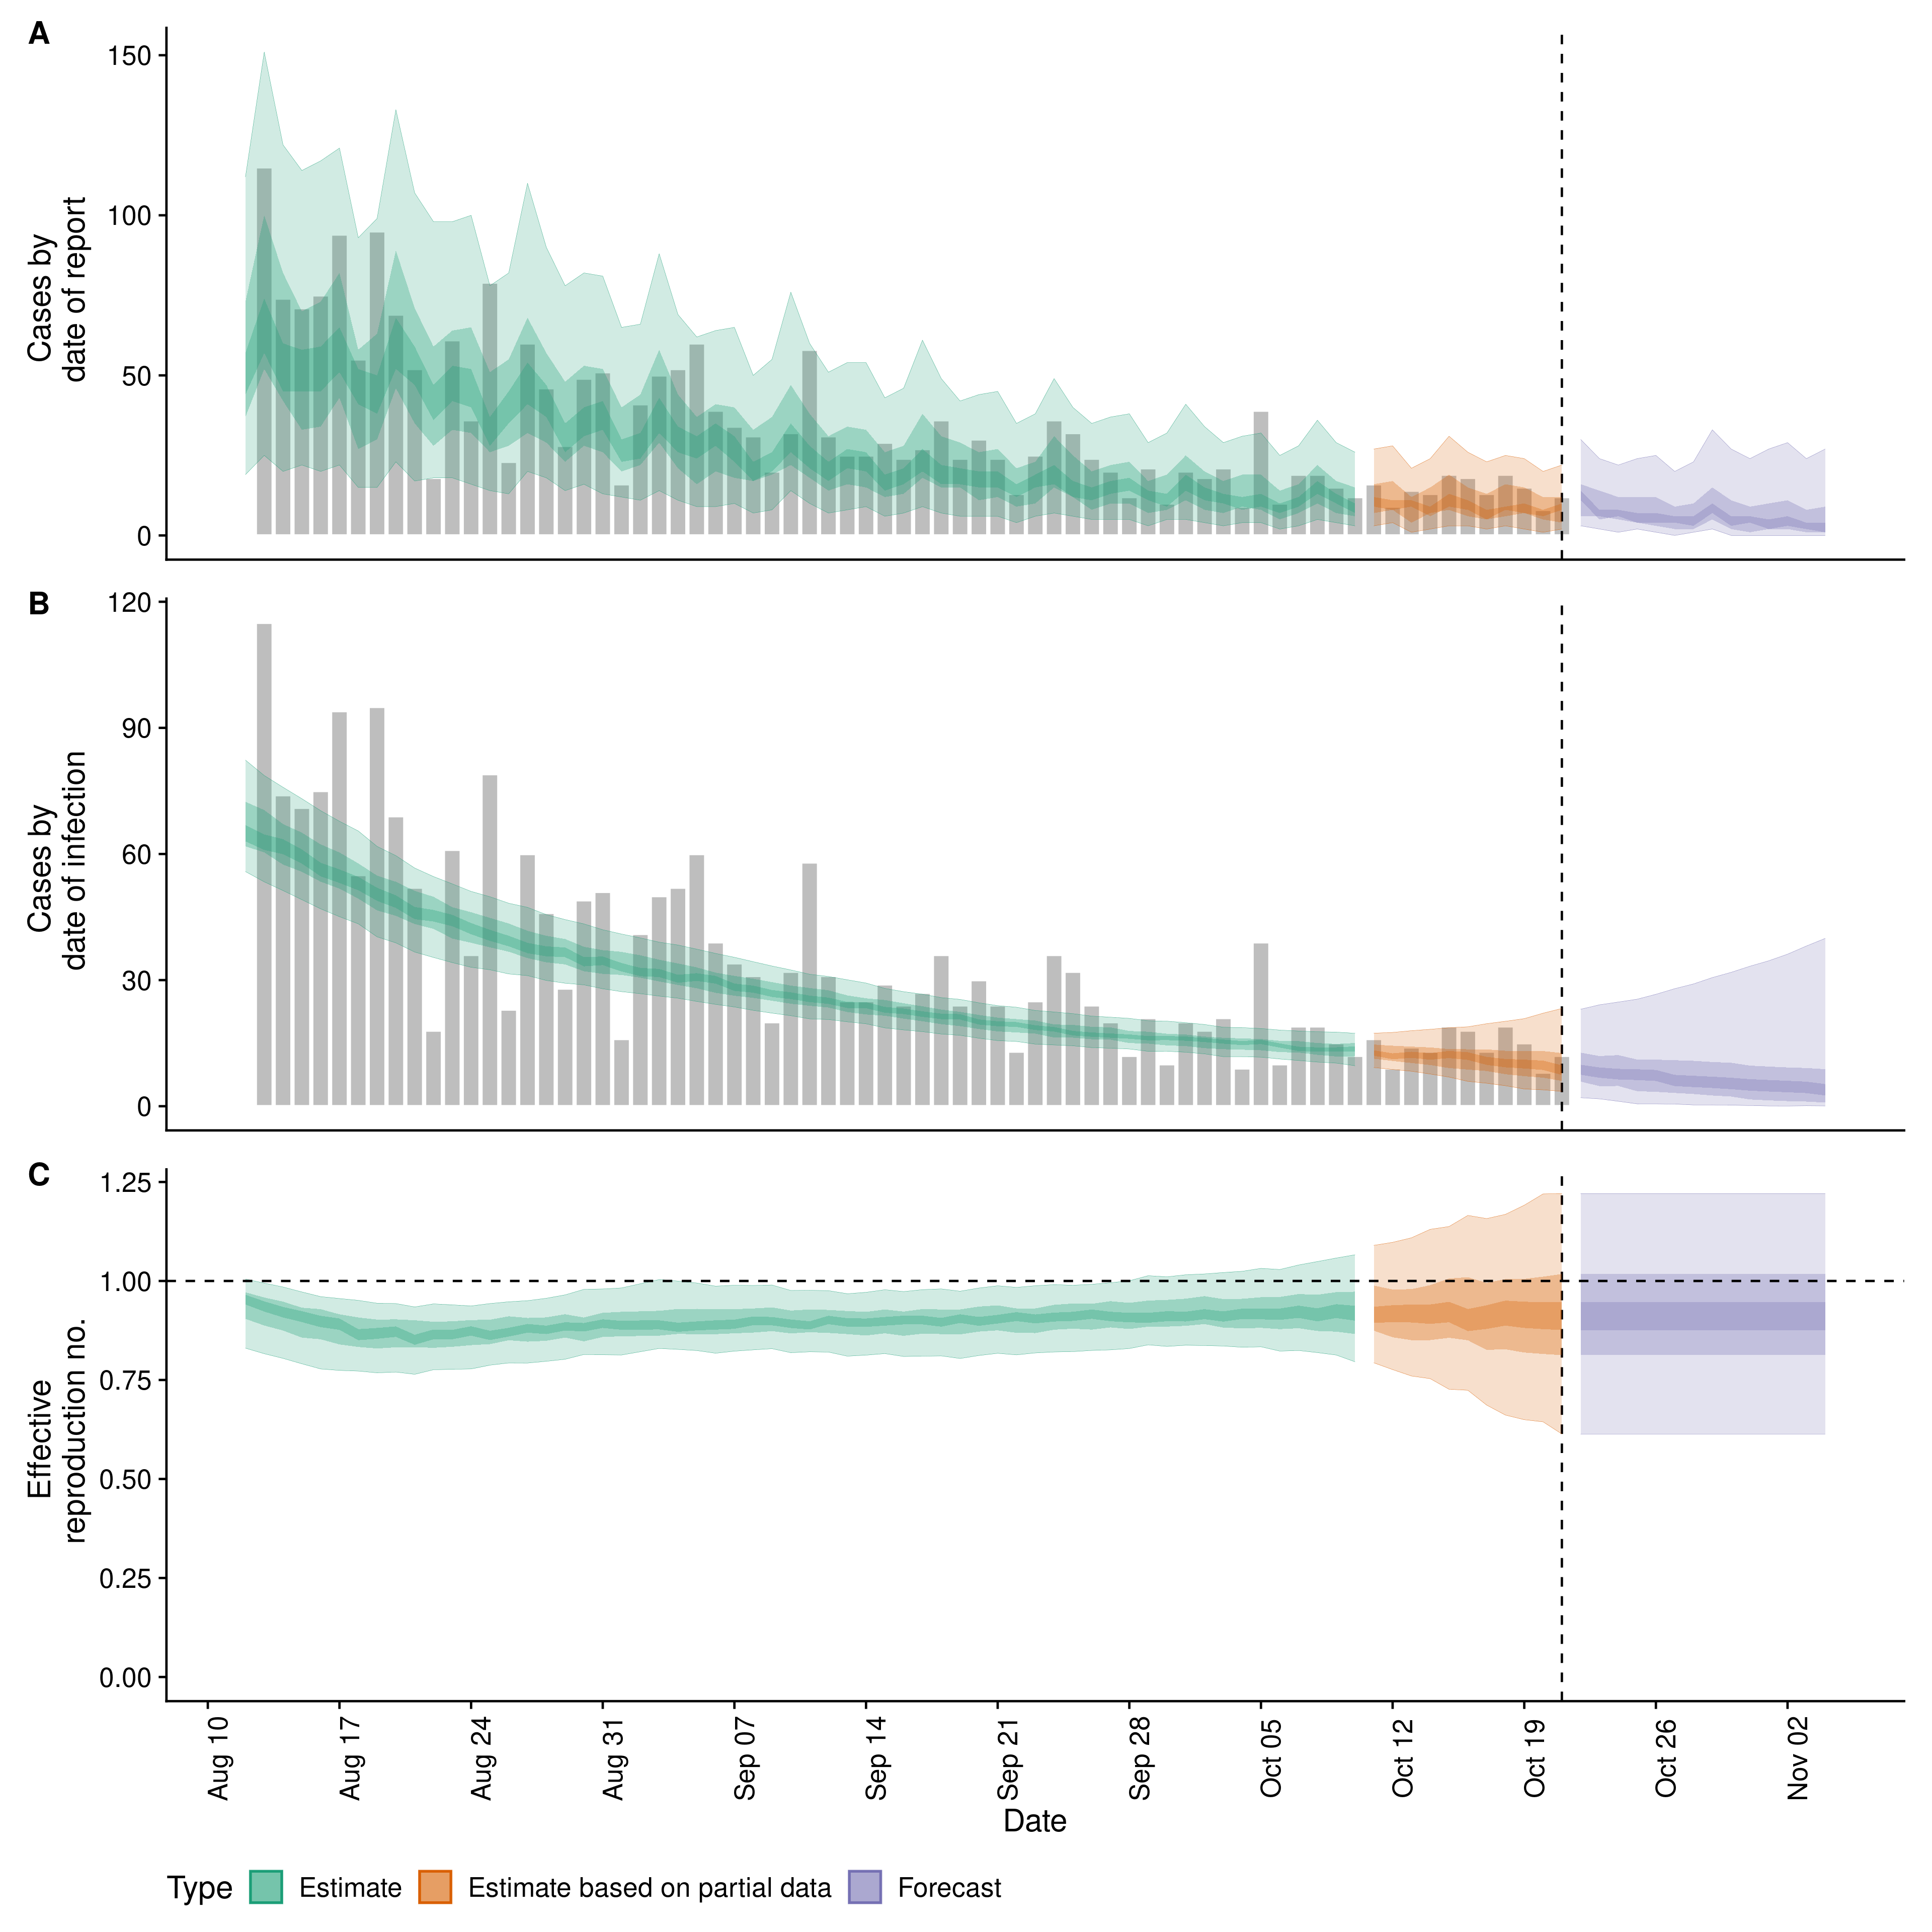 A
150
100
50
0
Cases by
date of report
B
120
90
60
30
0
Cases by
date of infection
C
1.25
1.00
0.75
0.50
0.25
0.00
Effective
reproduction no.
Aug 10
Aug 17
Aug 24
Aug 31
Sep 07
Sep 14
Sep 21
Sep 28
Oct 05
Oct 12
Oct 19
Oct 26
Nov 02
Date
Type Estimate Estimate based on partial data Forecast